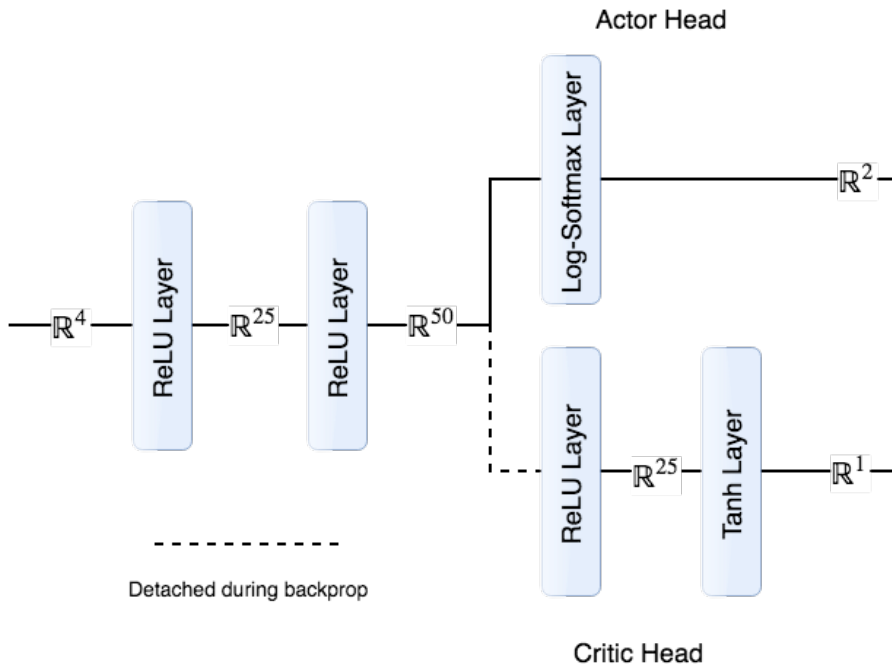 Actor Head
Log-Softmax Layer
ℝ²
ReLU Layer
ReLU Layer
ℝ⁴
ℝ²⁵
ℝ⁵⁰
ReLU Layer
Tanh Layer
ℝ²⁵
ℝ¹
Detached during backprop
Critic Head